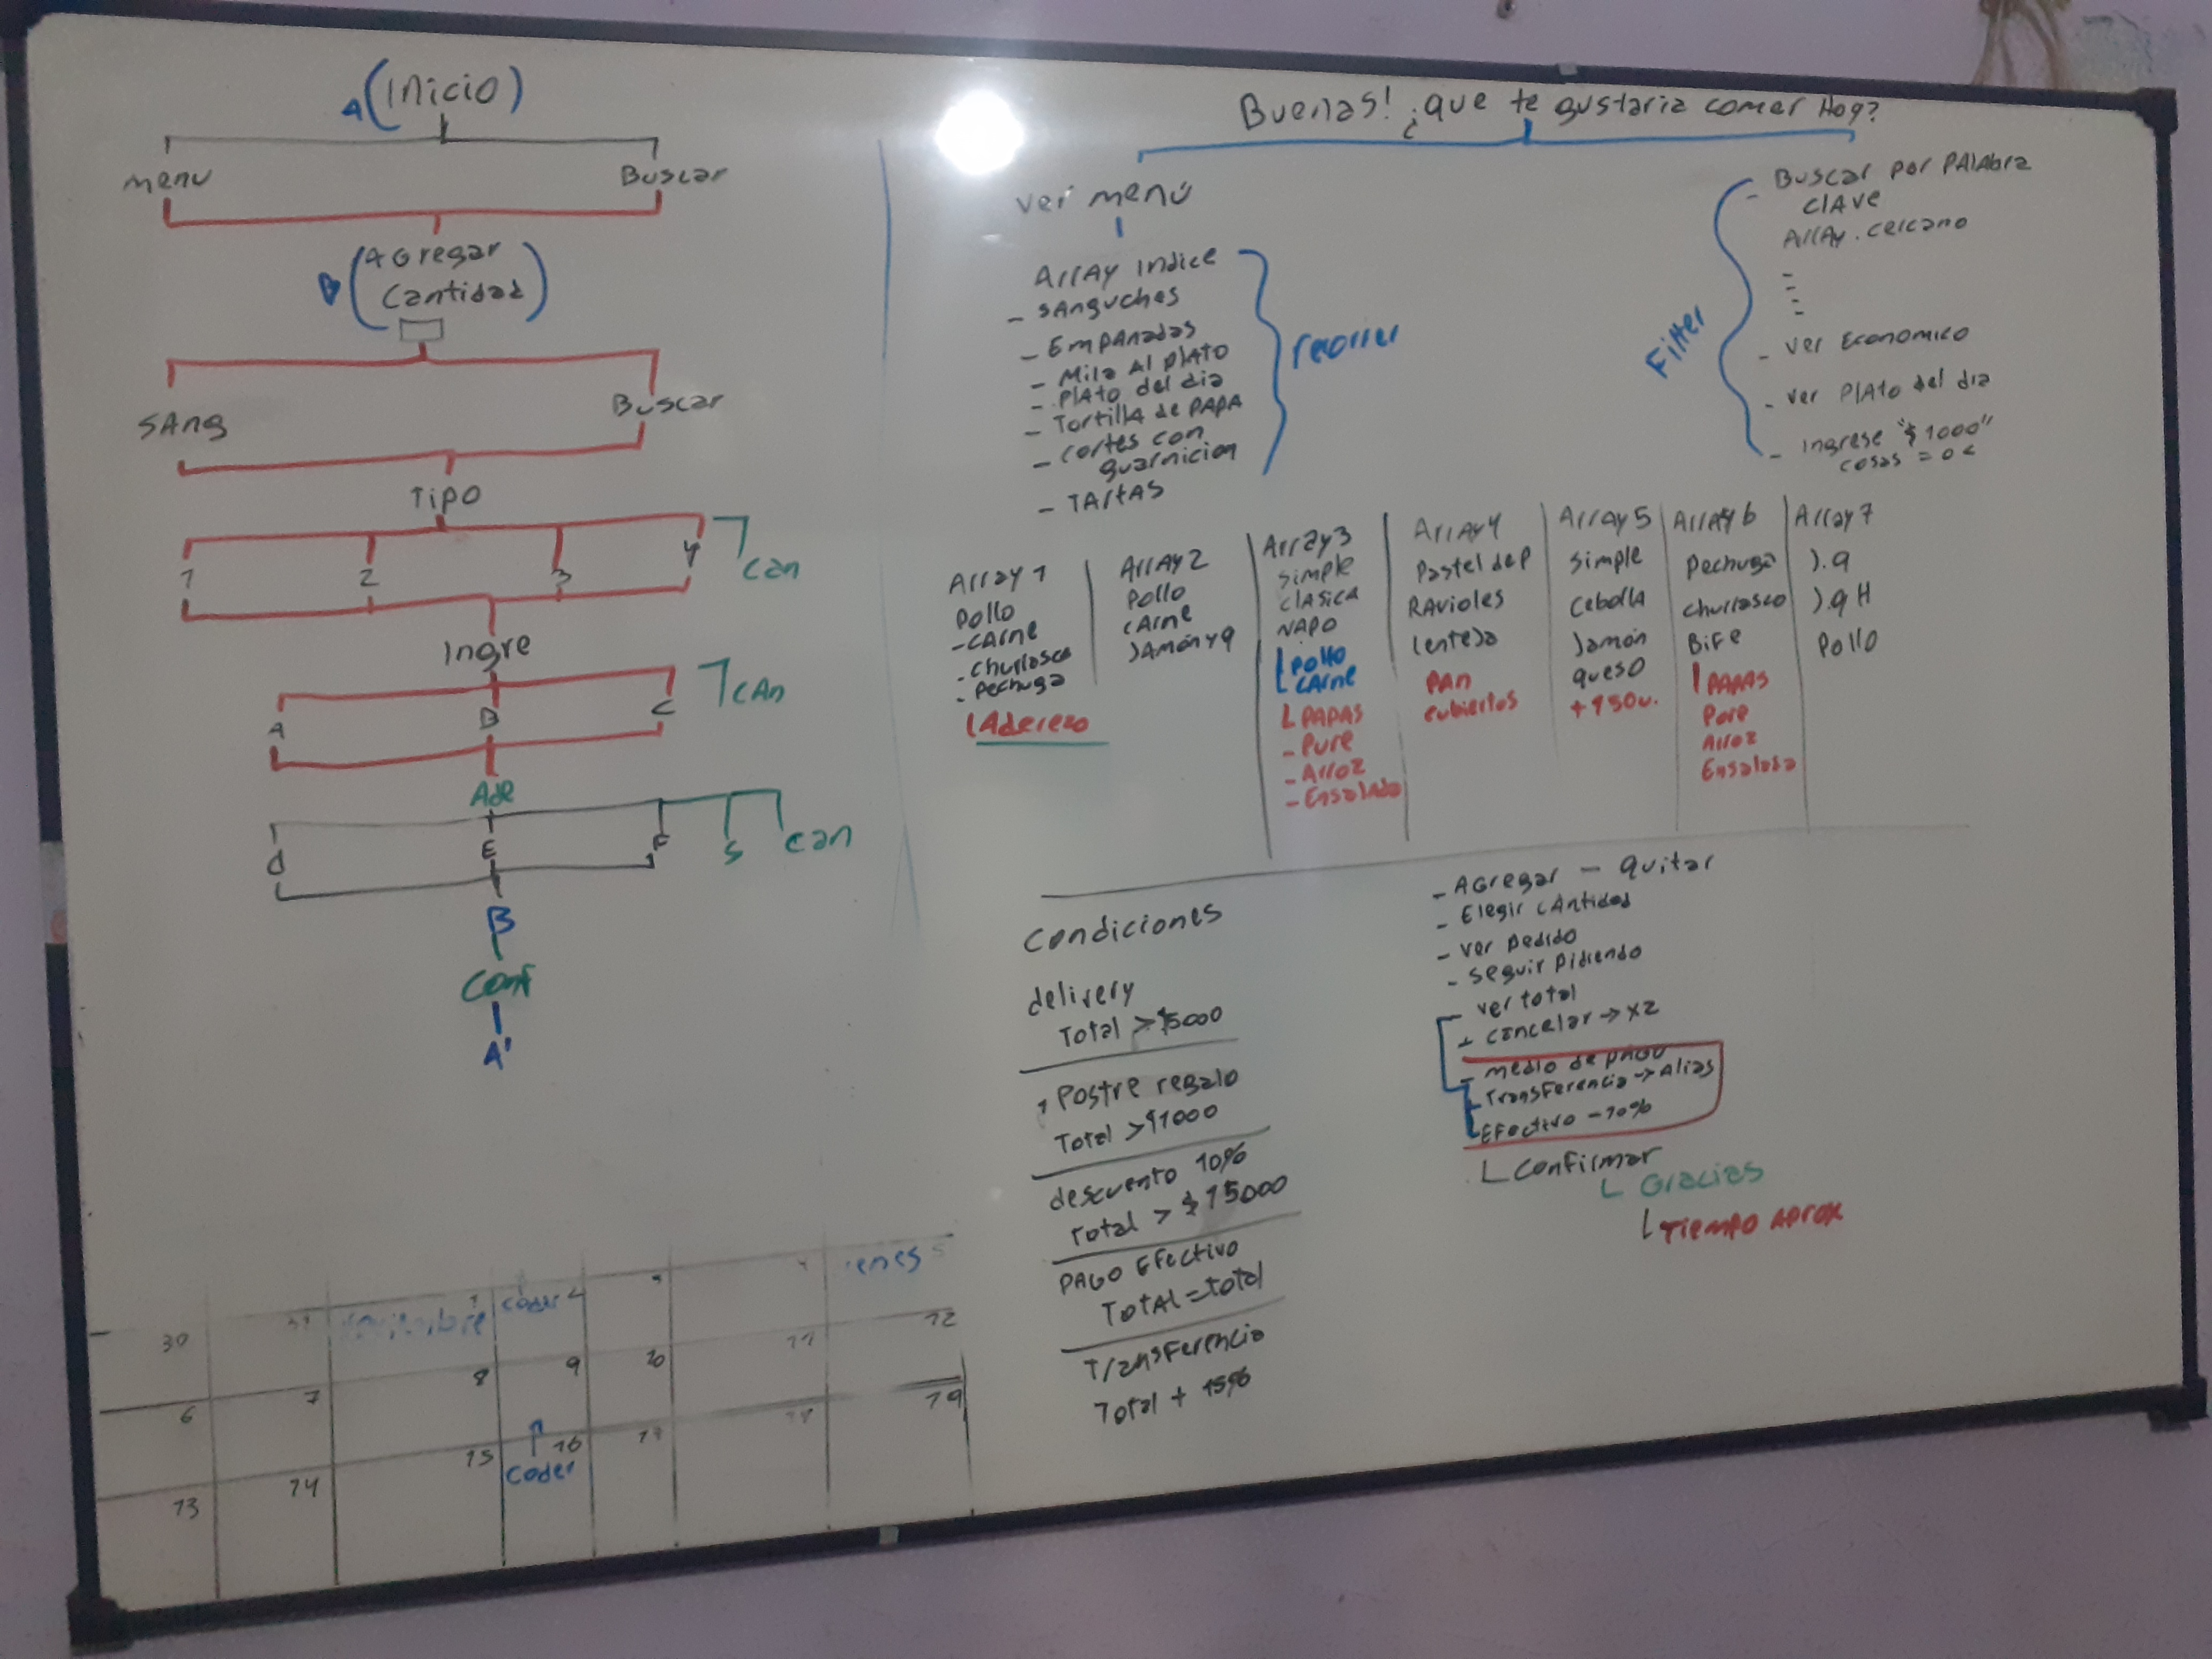 A (Inicio)
Menu
Buscar
B (Agregar
Cantidad)
SAng
Buscar
Tipo
1 2 3 4
Can
Ingre
A B C
CAn
Ade
d E F S
Can
B
Conf
A'
Buenas! ¿que te gustaria comer Hoy?
Ver menú
Array indice
- SAnguches
- EmpAnadas
- Mila Al plato
- Plato del dia
- Tortilla de PAPA
- Cortes con
guarnicion
- TArtAs
recorrer
Filter
- Buscar por PAlAbra
clAve
ArrAy. cercano
-
-
-
-
- Ver Economico
- Ver PlAto del dia
- Ingrese "$1000"
cosas = o <
Array 1
Pollo
- CArne
- Churrasco
- Pechuga
Aderezo
Array 2
Pollo
CArne
JAmón y q
Array 3
Simple
ClAsicA
NAPO
Pollo
CArne
PAPAS
- Pure
- Arroz
- EnsalAda
Array 4
Pastel de P
RAvioles
lenteJa
PAn
cubiertos
Array 5
Simple
Cebolla
Jamón
queso
+ 150u.
Array 6
Pechuga
Churrasco
BiFe
PAPAS
Pure
Arroz
Ensalada
Array 7
J.q
J.q H
Pollo
Condiciones
delivery
Total > $5000
1 Postre regalo
Total > $1000
descuento 10%
Total > $15000
PAGO EFectivo
TotAl = total
TransFerencia
Total + 15%
- AGregar - quitar
- Elegir cAntidad
- Ver pedido
- Seguir Pidiendo
- Ver total
+ Cancelar → x2
- medio de pAGO
- TransFerencia → Alias
- EFectivo - 10%
Confirmar
Gracias
Tiempo Aprox
30 31 1 coder 2
6 7 8 9 10 11 12
13 14 15 16 17 18 19
coder